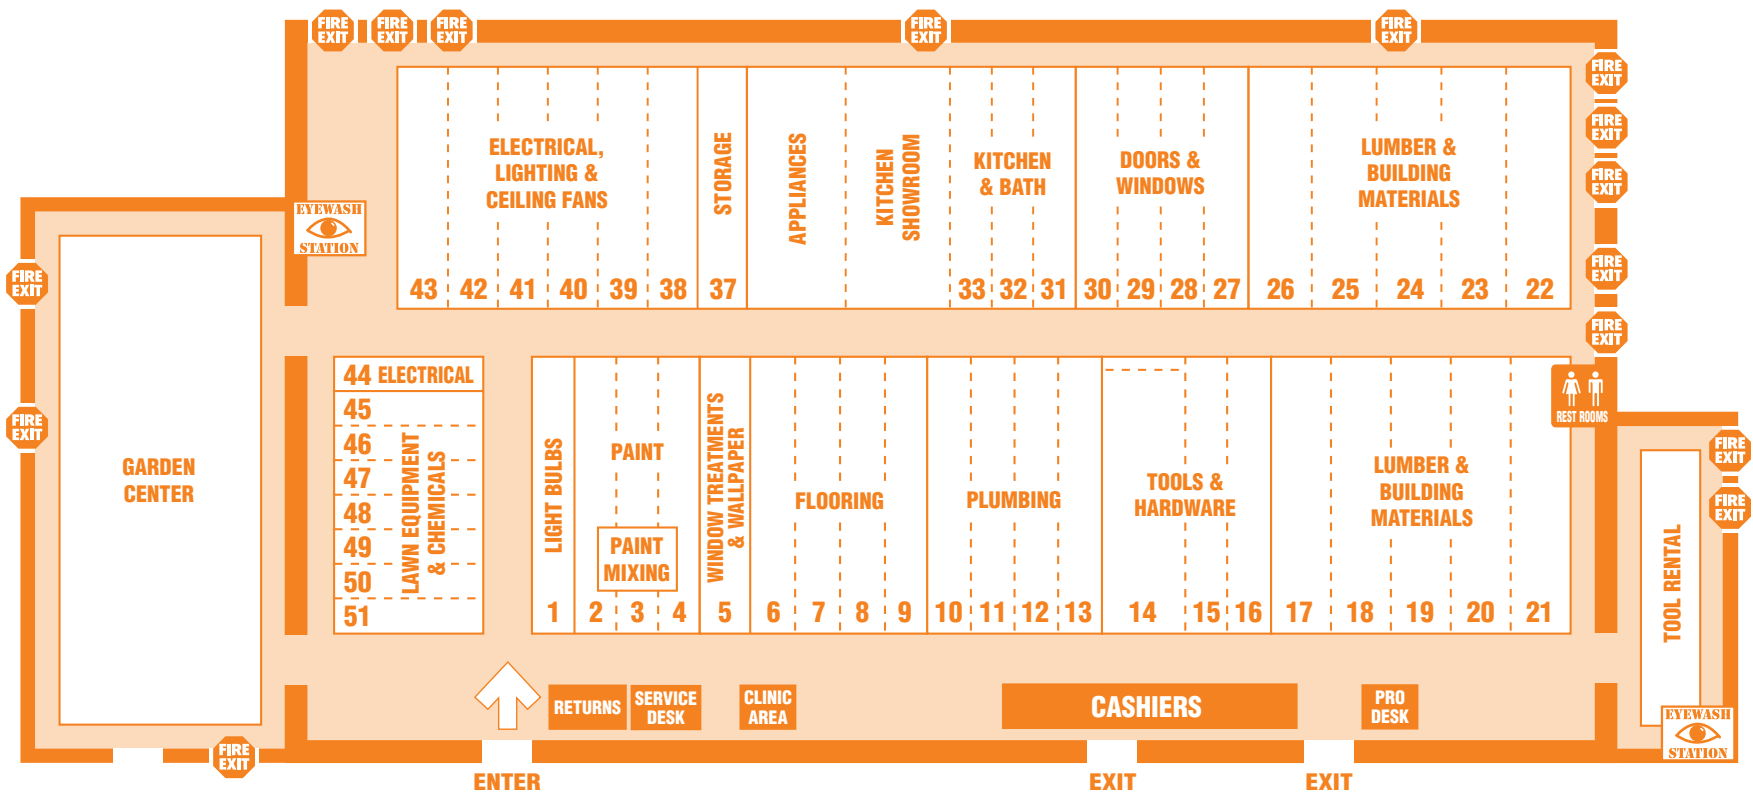 FIRE
EXIT
FIRE
EXIT
FIRE
EXIT
FIRE
EXIT
FIRE
EXIT
FIRE
EXIT
FIRE
EXIT
FIRE
EXIT
FIRE
EXIT
FIRE
EXIT
ELECTRICAL,
LIGHTING &
CEILING FANS
STORAGE
APPLIANCES
KITCHEN
SHOWROOM
KITCHEN
& BATH
DOORS &
WINDOWS
LUMBER &
BUILDING
MATERIALS
EYEWASH
STATION
43 42 41 40 39 38 37 33 32 31 30 29 28 27 26 25 24 23 22
FIRE
EXIT
FIRE
EXIT
GARDEN
CENTER
44 ELECTRICAL
45
46
47
48
49
50
51
LAWN EQUIPMENT
& CHEMICALS
LIGHT BULBS
PAINT
PAINT
MIXING
WINDOW TREATMENTS
& WALLPAPER
FLOORING
PLUMBING
TOOLS &
HARDWARE
LUMBER &
BUILDING
MATERIALS
REST ROOMS
1 2 3 4 5 6 7 8 9 10 11 12 13 14 15 16 17 18 19 20 21
FIRE
EXIT
FIRE
EXIT
TOOL RENTAL
EYEWASH
STATION
RETURNS
SERVICE
DESK
CLINIC
AREA
CASHIERS
PRO
DESK
FIRE
EXIT
ENTER
EXIT
EXIT